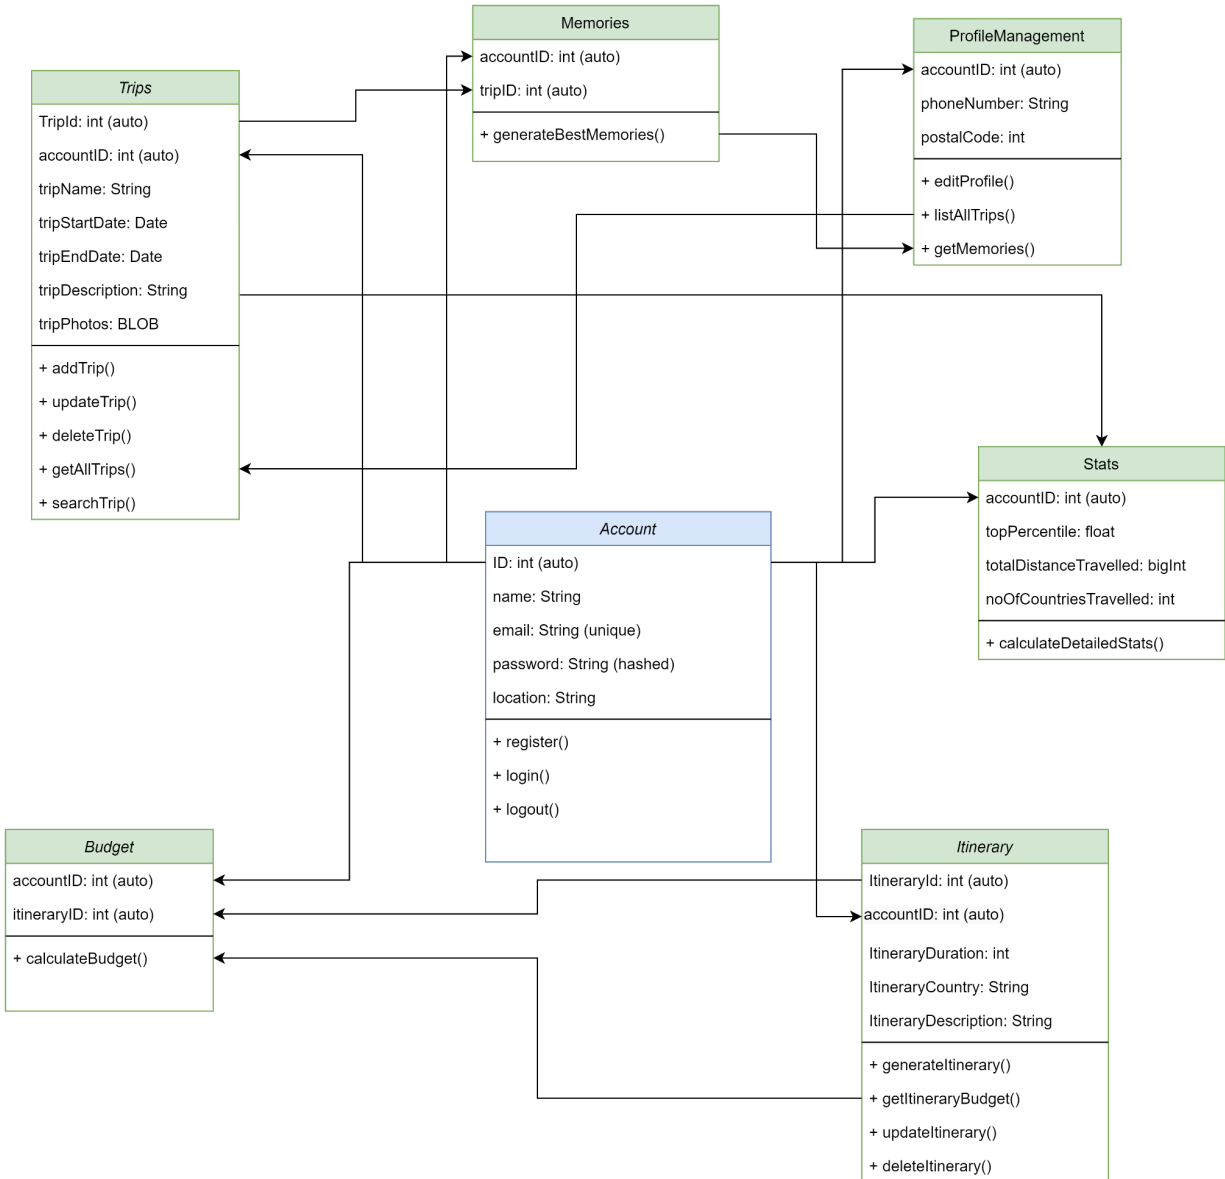 Memories
accountID: int (auto)
tripID: int (auto)
+ generateBestMemories()
ProfileManagement
accountID: int (auto)
phoneNumber: String
postalCode: int
+ editProfile()
+ listAllTrips()
+ getMemories()
Trips
TripId: int (auto)
accountID: int (auto)
tripName: String
tripStartDate: Date
tripEndDate: Date
tripDescription: String
tripPhotos: BLOB
+ addTrip()
+ updateTrip()
+ deleteTrip()
+ getAllTrips()
+ searchTrip()
Stats
accountID: int (auto)
topPercentile: float
totalDistanceTravelled: bigInt
noOfCountriesTravelled: int
+ calculateDetailedStats()
Account
ID: int (auto)
name: String
email: String (unique)
password: String (hashed)
location: String
+ register()
+ login()
+ logout()
Budget
accountID: int (auto)
itineraryID: int (auto)
+ calculateBudget()
Itinerary
ItineraryId: int (auto)
accountID: int (auto)
ItineraryDuration: int
ItineraryCountry: String
ItineraryDescription: String
+ generateItinerary()
+ getItineraryBudget()
+ updateItinerary()
+ deleteItinerary()